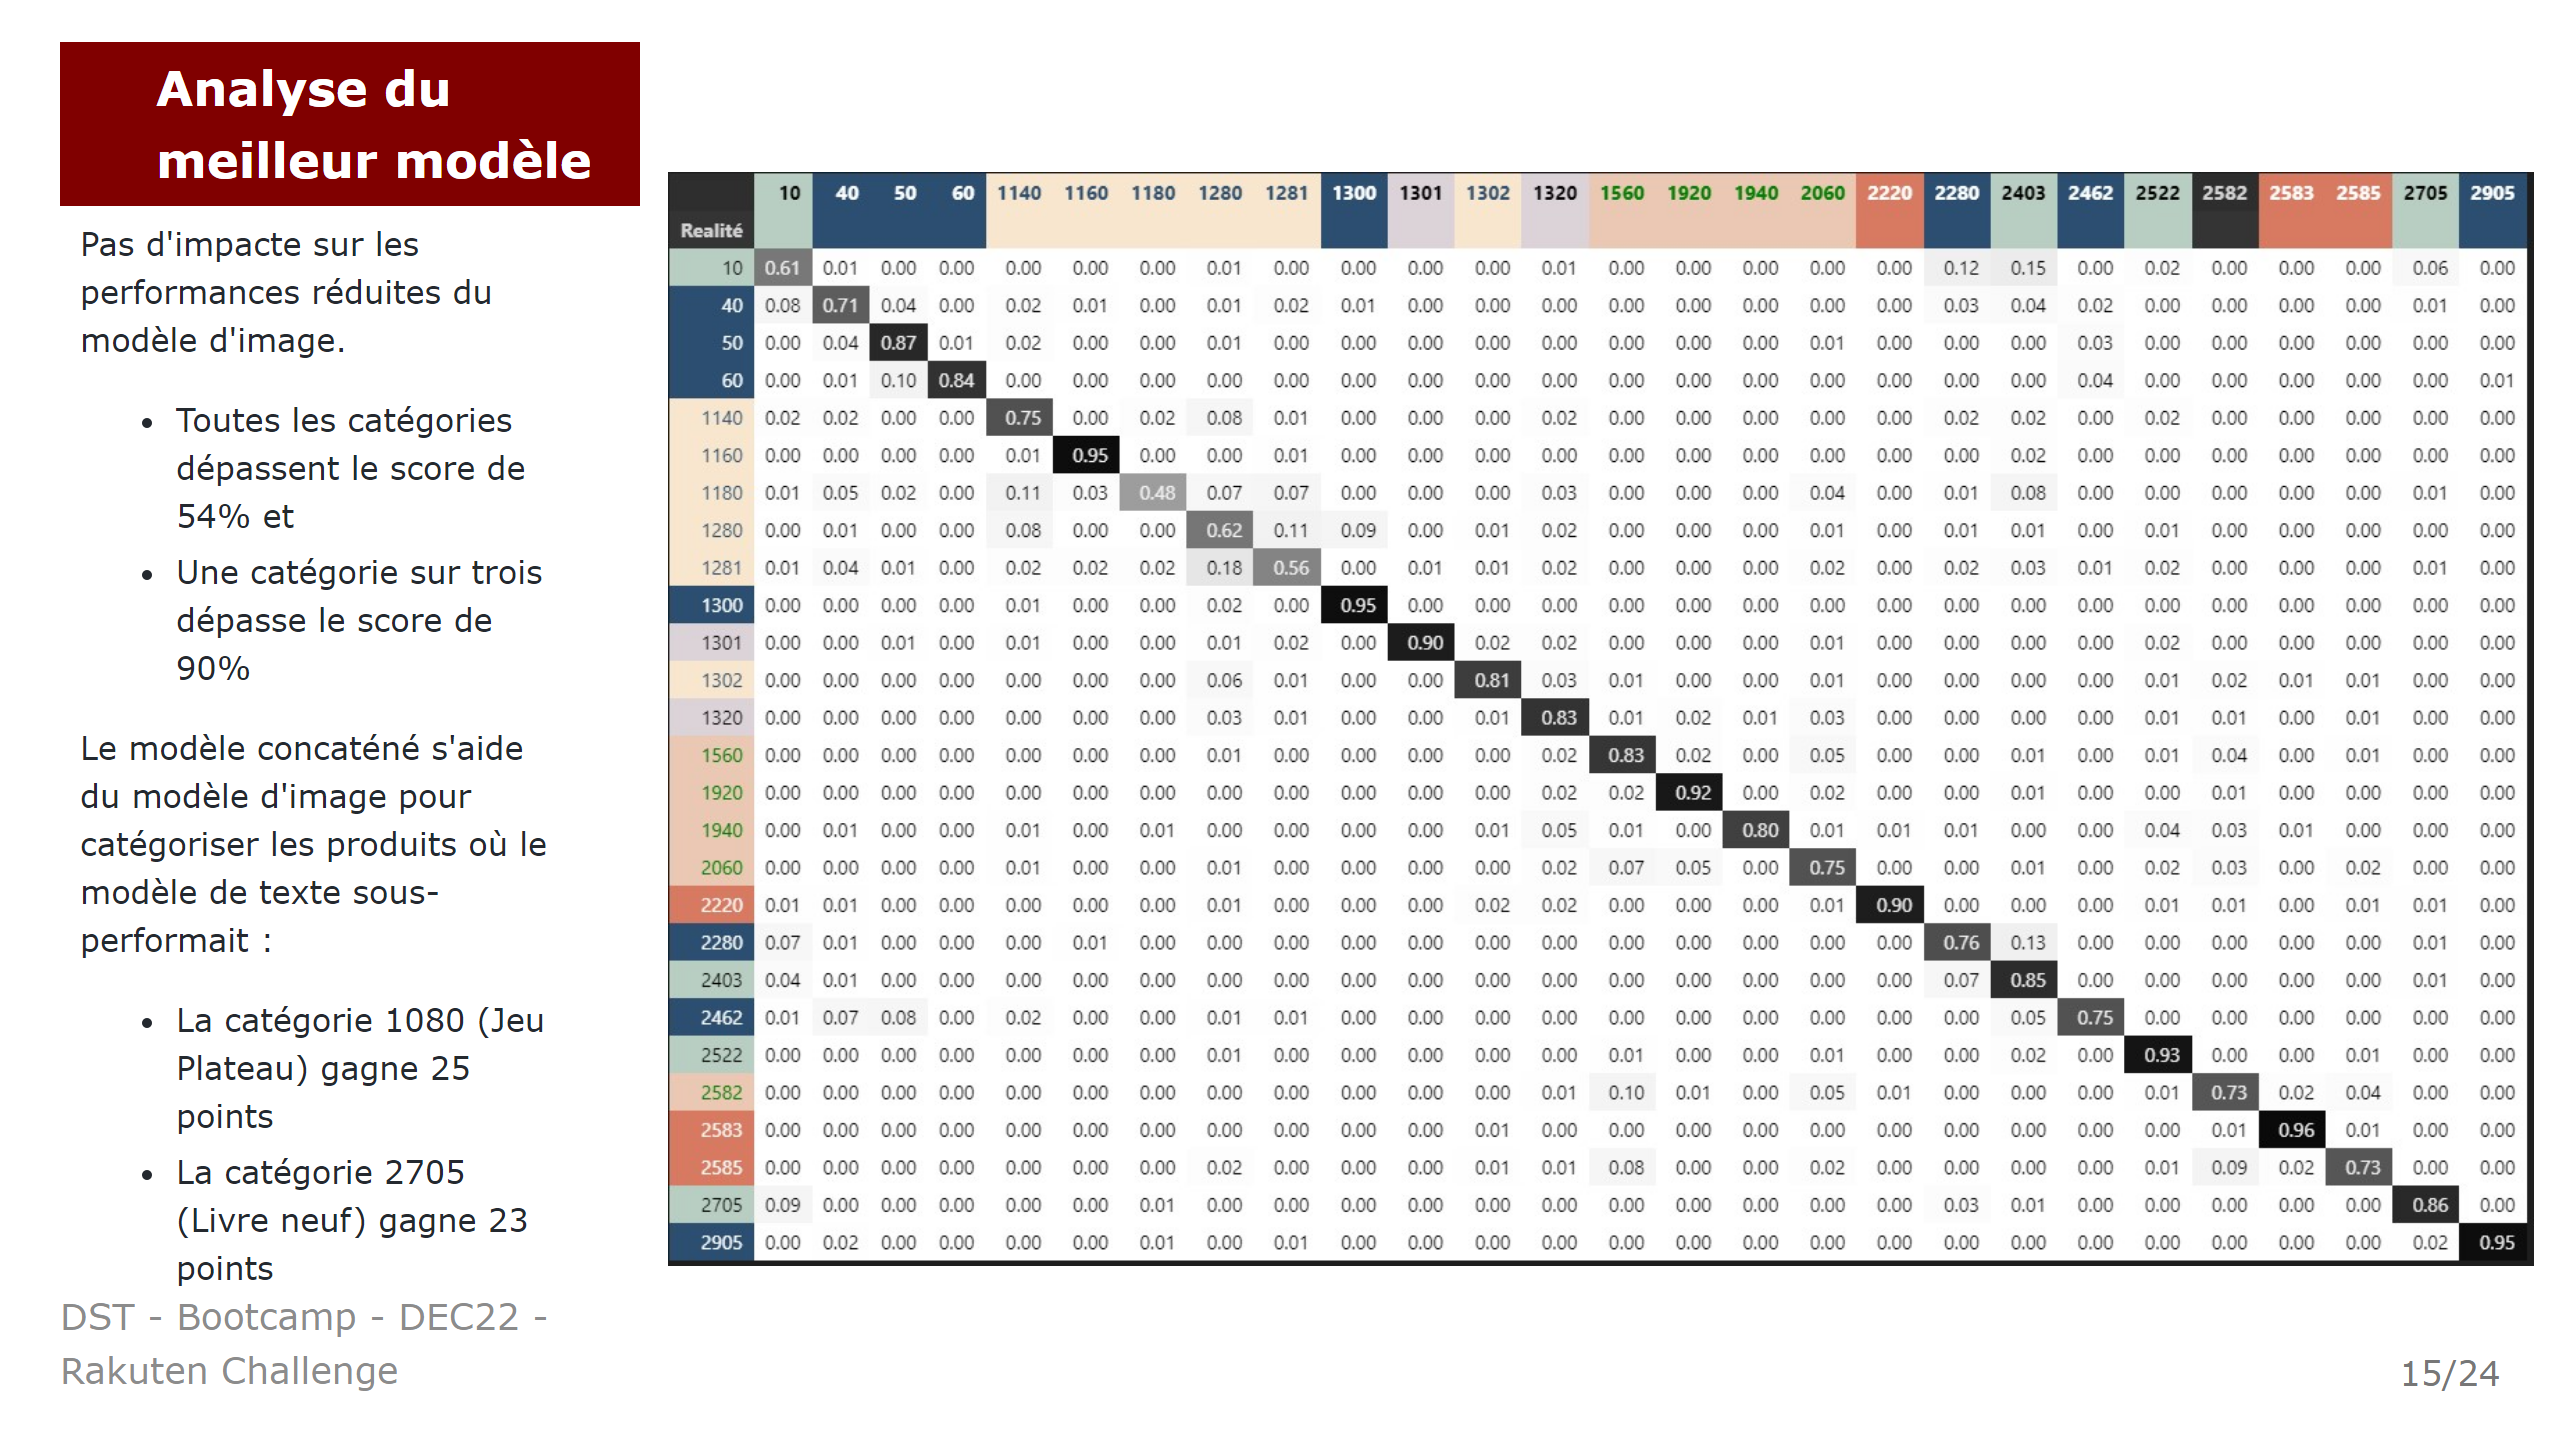 Analyse du
meilleur modèle
Pas d'impacte sur les
performances réduites du
modèle d'image.
• Toutes les catégories
dépassent le score de
54% et
• Une catégorie sur trois
dépasse le score de
90%
Le modèle concaténé s'aide
du modèle d'image pour
catégoriser les produits où le
modèle de texte sous-
performait :
• La catégorie 1080 (Jeu
Plateau) gagne 25
points
• La catégorie 2705
(Livre neuf) gagne 23
points
10 40 50 60 1140 1160 1180 1280 1281 1300 1301 1302 1320 1560 1920 1940 2060 2220 2280 2403 2462 2522 2582 2583 2585 2705 2905
Realité
10 0.61 0.01 0.00 0.00 0.00 0.00 0.00 0.01 0.00 0.00 0.00 0.00 0.01 0.00 0.00 0.00 0.00 0.00 0.12 0.15 0.00 0.02 0.00 0.00 0.00 0.06 0.00
40 0.08 0.71 0.04 0.00 0.02 0.01 0.00 0.01 0.02 0.01 0.00 0.00 0.00 0.00 0.00 0.00 0.00 0.00 0.03 0.04 0.02 0.00 0.00 0.00 0.00 0.01 0.00
50 0.00 0.04 0.87 0.01 0.02 0.00 0.00 0.01 0.00 0.00 0.00 0.00 0.00 0.00 0.00 0.00 0.01 0.00 0.00 0.00 0.03 0.00 0.00 0.00 0.00 0.00 0.00
60 0.00 0.01 0.10 0.84 0.00 0.00 0.00 0.00 0.00 0.00 0.00 0.00 0.00 0.00 0.00 0.00 0.00 0.00 0.00 0.00 0.04 0.00 0.00 0.00 0.00 0.00 0.01
1140 0.02 0.02 0.00 0.00 0.75 0.00 0.02 0.08 0.01 0.00 0.00 0.00 0.02 0.00 0.00 0.00 0.00 0.00 0.02 0.02 0.00 0.02 0.00 0.00 0.00 0.00 0.00
1160 0.00 0.00 0.00 0.00 0.01 0.95 0.00 0.00 0.01 0.00 0.00 0.00 0.00 0.00 0.00 0.00 0.00 0.00 0.00 0.02 0.00 0.00 0.00 0.00 0.00 0.00 0.00
1180 0.01 0.05 0.02 0.00 0.11 0.03 0.48 0.07 0.07 0.00 0.00 0.00 0.03 0.00 0.00 0.00 0.04 0.00 0.01 0.08 0.00 0.00 0.00 0.00 0.00 0.01 0.00
1280 0.00 0.01 0.00 0.00 0.08 0.00 0.00 0.62 0.11 0.09 0.00 0.01 0.02 0.00 0.00 0.00 0.01 0.00 0.01 0.01 0.00 0.01 0.00 0.00 0.00 0.00 0.00
1281 0.01 0.04 0.01 0.00 0.02 0.02 0.02 0.18 0.56 0.00 0.01 0.01 0.02 0.00 0.00 0.00 0.02 0.00 0.02 0.03 0.01 0.02 0.00 0.00 0.00 0.01 0.00
1300 0.00 0.00 0.00 0.00 0.01 0.00 0.00 0.02 0.00 0.95 0.00 0.00 0.00 0.00 0.00 0.00 0.00 0.00 0.00 0.00 0.00 0.00 0.00 0.00 0.00 0.00 0.00
1301 0.00 0.00 0.01 0.00 0.01 0.00 0.00 0.01 0.02 0.00 0.90 0.02 0.02 0.00 0.00 0.00 0.01 0.00 0.00 0.00 0.00 0.02 0.00 0.00 0.00 0.00 0.00
1302 0.00 0.00 0.00 0.00 0.00 0.00 0.00 0.06 0.01 0.00 0.00 0.81 0.03 0.01 0.00 0.00 0.01 0.00 0.00 0.00 0.00 0.01 0.02 0.01 0.01 0.00 0.00
1320 0.00 0.00 0.00 0.00 0.00 0.00 0.00 0.03 0.01 0.00 0.00 0.01 0.83 0.01 0.02 0.01 0.03 0.00 0.00 0.00 0.00 0.01 0.01 0.00 0.01 0.00 0.00
1560 0.00 0.00 0.00 0.00 0.00 0.00 0.00 0.01 0.00 0.00 0.00 0.00 0.02 0.83 0.02 0.00 0.05 0.00 0.00 0.01 0.00 0.01 0.04 0.00 0.01 0.00 0.00
1920 0.00 0.00 0.00 0.00 0.00 0.00 0.00 0.00 0.00 0.00 0.00 0.00 0.02 0.02 0.92 0.00 0.02 0.00 0.00 0.01 0.00 0.00 0.01 0.00 0.00 0.00 0.00
1940 0.00 0.01 0.00 0.00 0.01 0.00 0.01 0.00 0.00 0.00 0.00 0.01 0.05 0.01 0.00 0.80 0.01 0.01 0.01 0.00 0.00 0.04 0.03 0.01 0.00 0.00 0.00
2060 0.00 0.00 0.00 0.00 0.01 0.00 0.00 0.01 0.00 0.00 0.00 0.00 0.02 0.07 0.05 0.00 0.75 0.00 0.00 0.01 0.00 0.02 0.03 0.00 0.02 0.00 0.00
2220 0.01 0.01 0.00 0.00 0.00 0.00 0.00 0.01 0.00 0.00 0.00 0.02 0.02 0.00 0.00 0.00 0.01 0.90 0.00 0.00 0.00 0.01 0.01 0.00 0.01 0.01 0.00
2280 0.07 0.01 0.00 0.00 0.00 0.01 0.00 0.00 0.00 0.00 0.00 0.00 0.00 0.00 0.00 0.00 0.00 0.00 0.76 0.13 0.00 0.00 0.00 0.00 0.00 0.01 0.00
2403 0.04 0.01 0.00 0.00 0.00 0.00 0.00 0.00 0.00 0.00 0.00 0.00 0.00 0.00 0.00 0.00 0.00 0.00 0.07 0.85 0.00 0.00 0.00 0.00 0.00 0.01 0.00
2462 0.01 0.07 0.08 0.00 0.02 0.00 0.00 0.01 0.01 0.00 0.00 0.00 0.00 0.00 0.00 0.00 0.00 0.00 0.00 0.05 0.75 0.00 0.00 0.00 0.00 0.00 0.00
2522 0.00 0.00 0.00 0.00 0.00 0.00 0.00 0.01 0.00 0.00 0.00 0.00 0.00 0.01 0.00 0.00 0.01 0.00 0.00 0.02 0.00 0.93 0.00 0.00 0.01 0.00 0.00
2582 0.00 0.00 0.00 0.00 0.00 0.00 0.00 0.00 0.00 0.00 0.00 0.00 0.01 0.10 0.01 0.00 0.05 0.01 0.00 0.00 0.00 0.01 0.73 0.02 0.04 0.00 0.00
2583 0.00 0.00 0.00 0.00 0.00 0.00 0.00 0.00 0.00 0.00 0.00 0.01 0.00 0.00 0.00 0.00 0.00 0.00 0.00 0.00 0.00 0.00 0.01 0.96 0.01 0.00 0.00
2585 0.00 0.00 0.00 0.00 0.00 0.00 0.00 0.02 0.00 0.00 0.00 0.01 0.01 0.08 0.00 0.00 0.02 0.00 0.00 0.00 0.00 0.01 0.09 0.02 0.73 0.00 0.00
2705 0.09 0.00 0.00 0.00 0.00 0.00 0.01 0.00 0.00 0.00 0.00 0.00 0.00 0.00 0.00 0.00 0.00 0.00 0.03 0.01 0.00 0.00 0.00 0.00 0.00 0.86 0.00
2905 0.00 0.02 0.00 0.00 0.00 0.00 0.01 0.00 0.01 0.00 0.00 0.00 0.00 0.00 0.00 0.00 0.00 0.00 0.00 0.00 0.00 0.00 0.00 0.00 0.00 0.02 0.95
DST - Bootcamp - DEC22 -
Rakuten Challenge
15/24